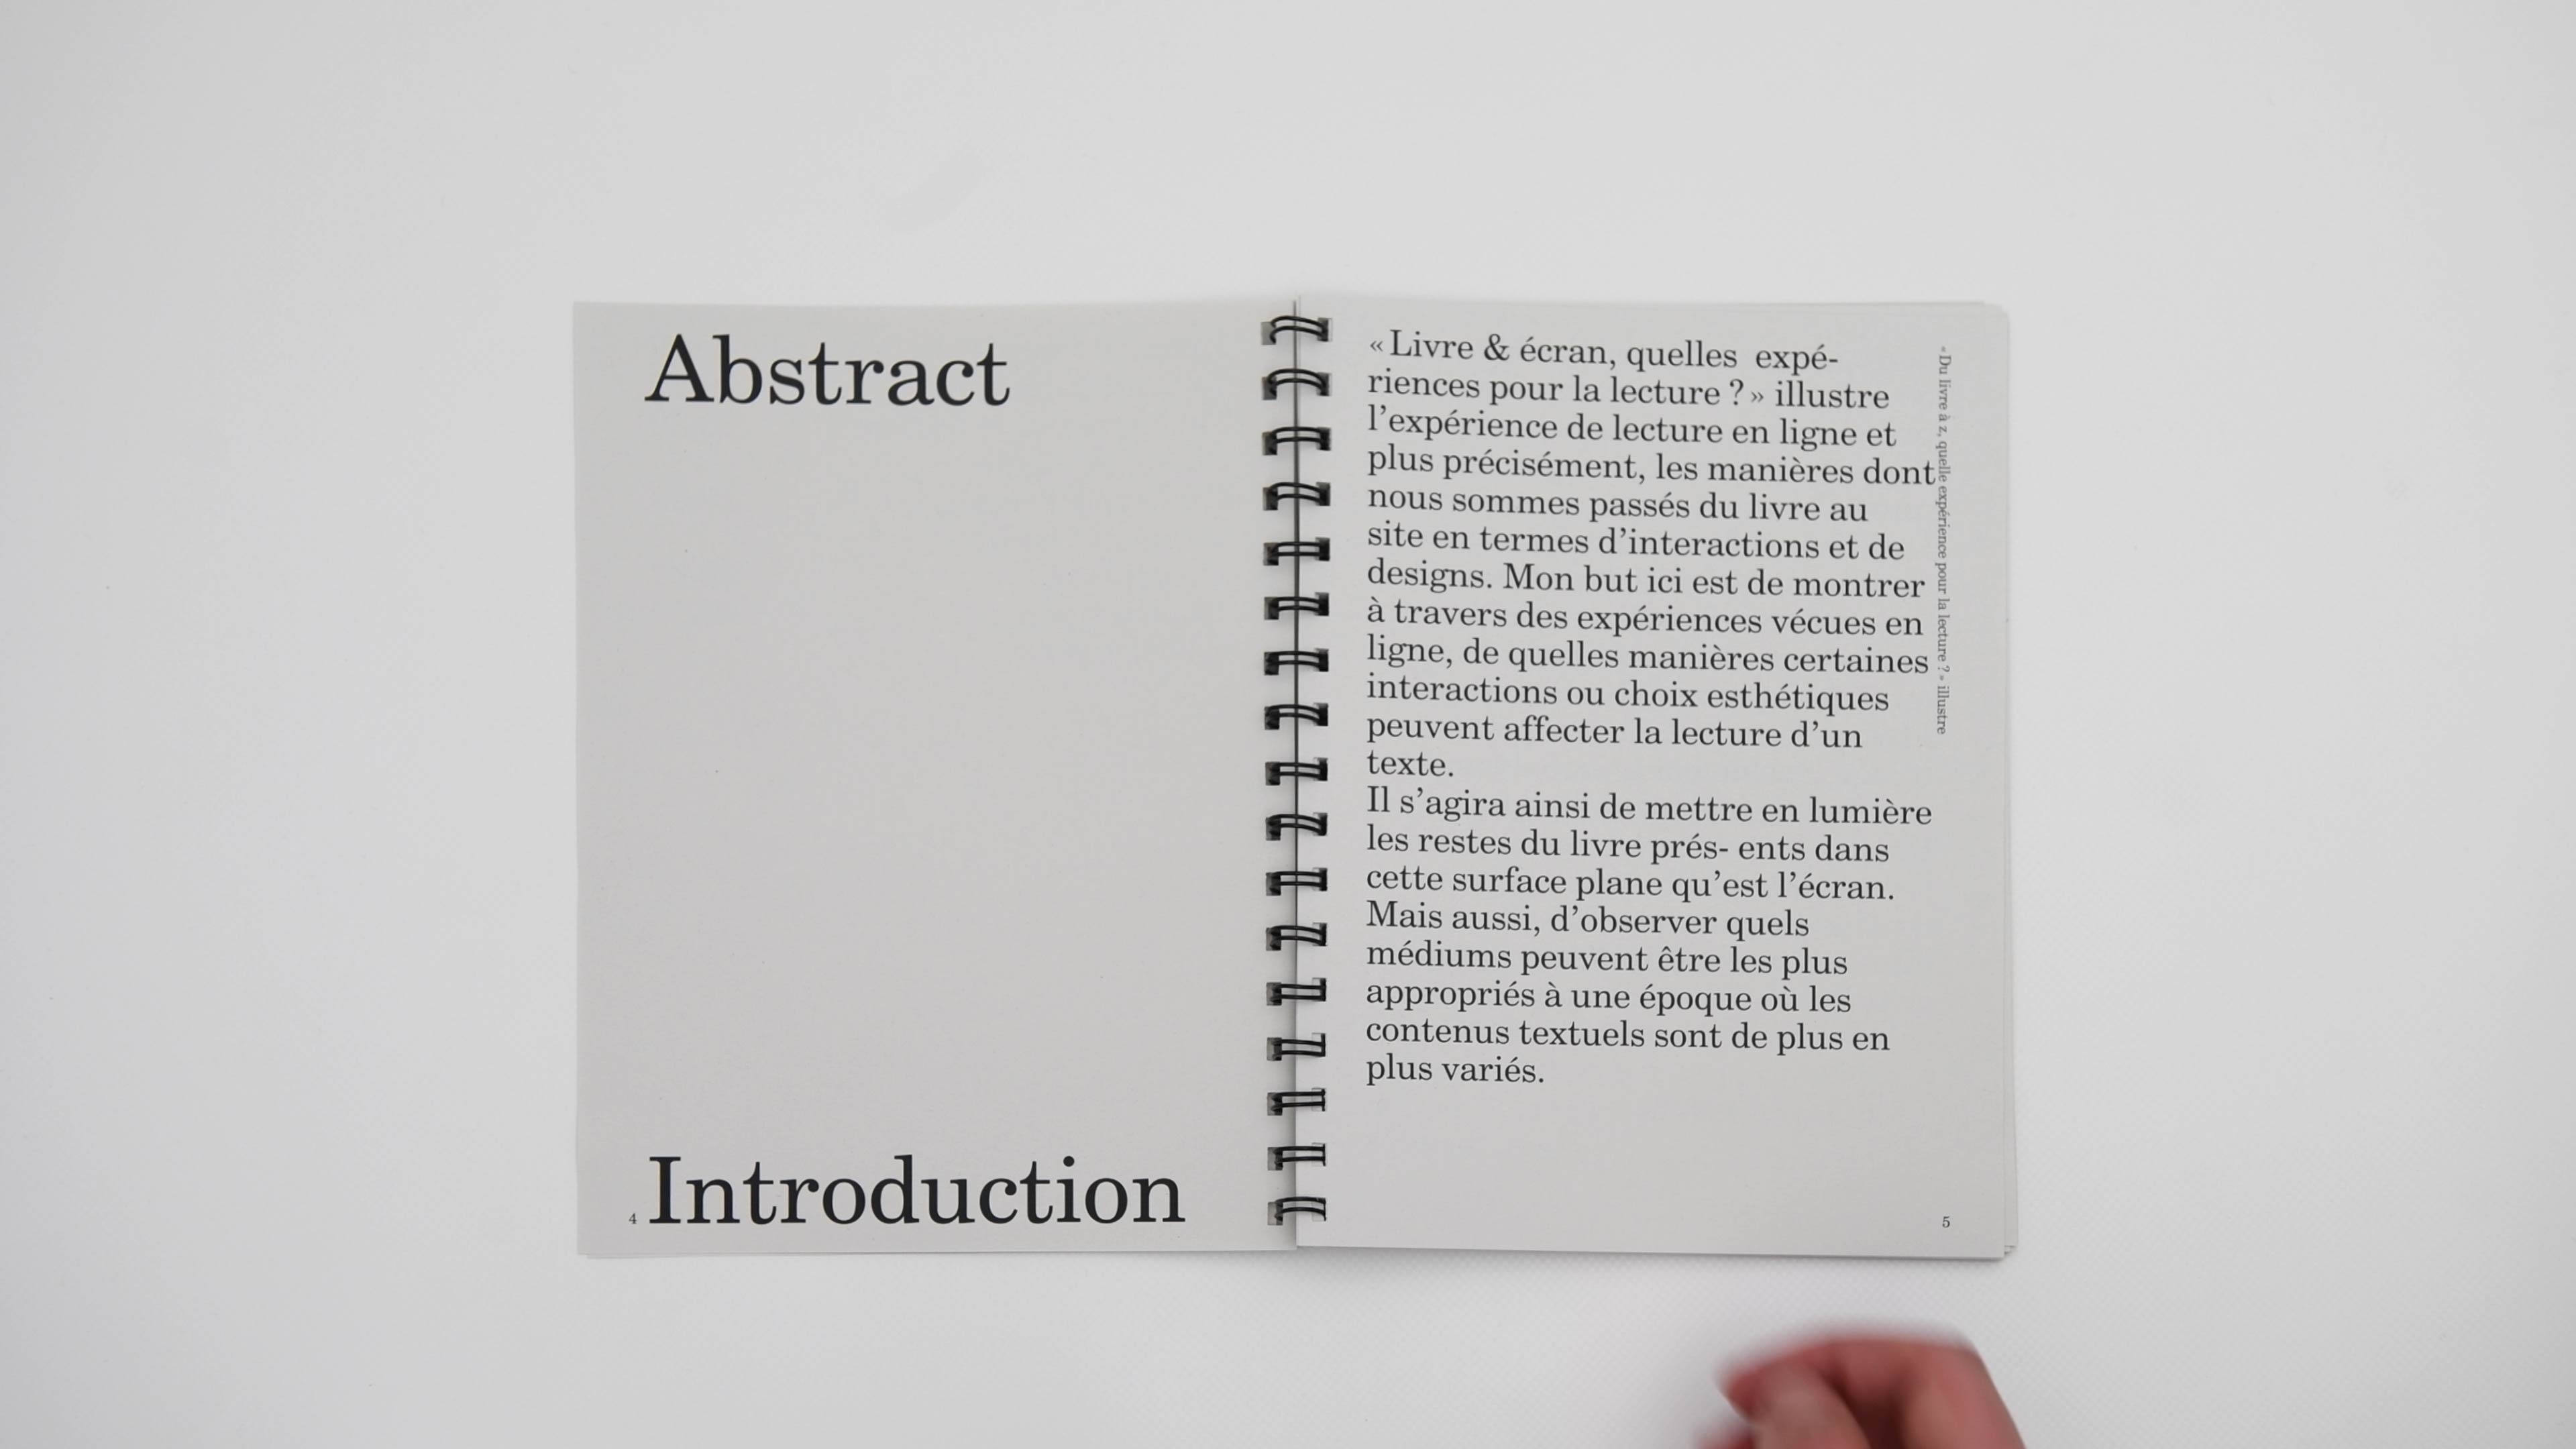 Abstract
Introduction
4
« Livre & écran, quelles expé-
riences pour la lecture ? » illustre
l’expérience de lecture en ligne et
plus précisément, les manières dont
nous sommes passés du livre au
site en termes d’interactions et de
designs. Mon but ici est de montrer
à travers des expériences vécues en
ligne, de quelles manières certaines
interactions ou choix esthétiques
peuvent affecter la lecture d’un
texte.
Il s’agira ainsi de mettre en lumière
les restes du livre prés- ents dans
cette surface plane qu’est l’écran.
Mais aussi, d’observer quels
médiums peuvent être les plus
appropriés à une époque où les
contenus textuels sont de plus en
plus variés.
« Du livre à z, quelle expérience pour la lecture ? » illustre
5